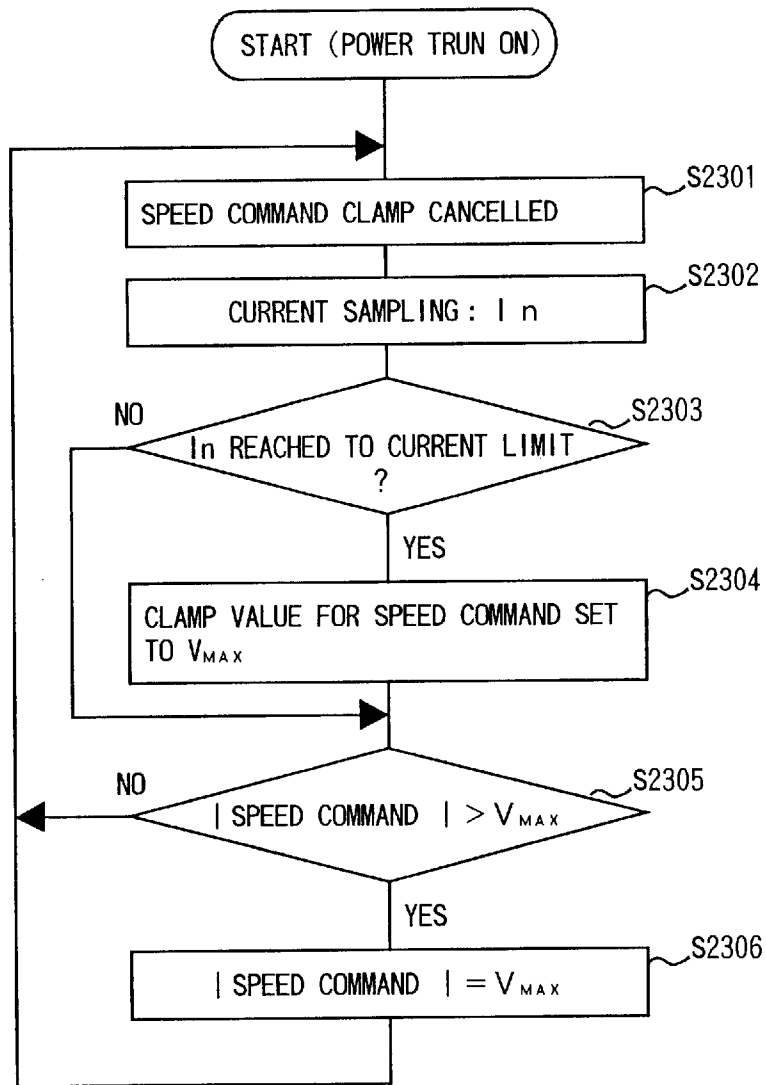 START (POWER TRUN ON)
S2301
SPEED COMMAND CLAMP CANCELLED
S2302
CURRENT SAMPLING: In
S2303
NO
In REACHED TO CURRENT LIMIT
?
YES
S2304
CLAMP VALUE FOR SPEED COMMAND SET
TO VMAX
S2305
NO
| SPEED COMMAND | > VMAX
YES
S2306
| SPEED COMMAND | = VMAX